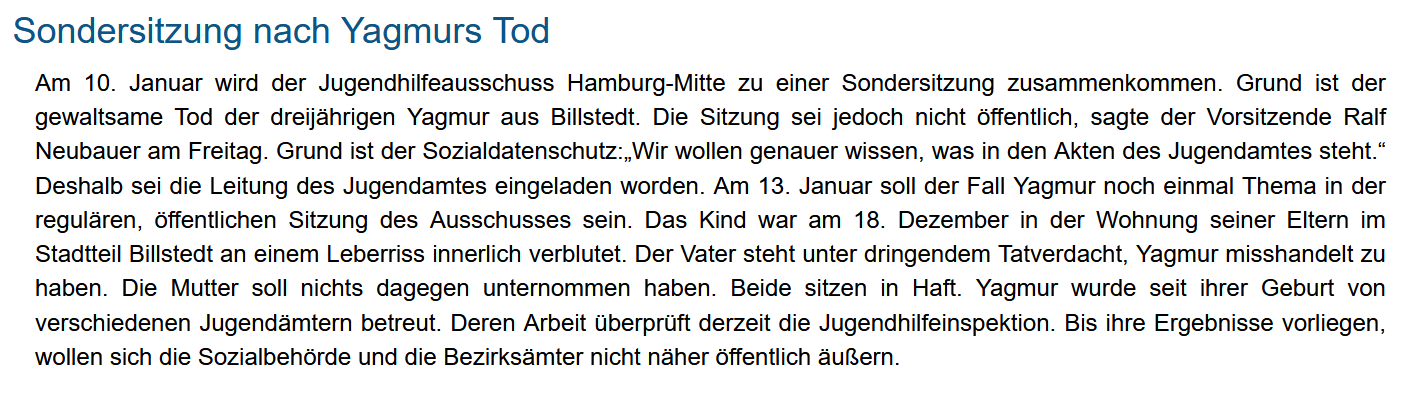 Sondersitzung nach Yagmurs Tod
Am 10. Januar wird der Jugendhilfeausschuss Hamburg-Mitte zu einer Sondersitzung zusammenkommen. Grund ist der
gewaltsame Tod der dreijährigen Yagmur aus Billstedt. Die Sitzung sei jedoch nicht öffentlich, sagte der Vorsitzende Ralf
Neubauer am Freitag. Grund ist der Sozialdatenschutz:„Wir wollen genauer wissen, was in den Akten des Jugendamtes steht.“
Deshalb sei die Leitung des Jugendamtes eingeladen worden. Am 13. Januar soll der Fall Yagmur noch einmal Thema in der
regulären, öffentlichen Sitzung des Ausschusses sein. Das Kind war am 18. Dezember in der Wohnung seiner Eltern im
Stadtteil Billstedt an einem Leberriss innerlich verblutet. Der Vater steht unter dringendem Tatverdacht, Yagmur misshandelt zu
haben. Die Mutter soll nichts dagegen unternommen haben. Beide sitzen in Haft. Yagmur wurde seit ihrer Geburt von
verschiedenen Jugendämtern betreut. Deren Arbeit überprüft derzeit die Jugendhilfeinspektion. Bis ihre Ergebnisse vorliegen,
wollen sich die Sozialbehörde und die Bezirksämter nicht näher öffentlich äußern.